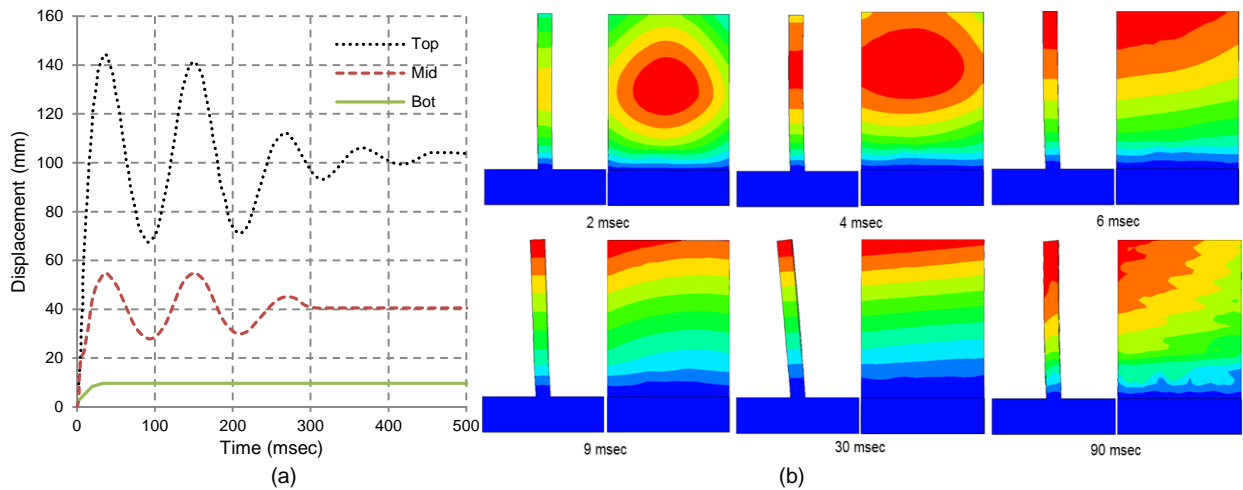 160
140
120
100
80
60
40
20
0
Displacement (mm)
Top
Mid
Bot
0 100 200 300 400 500
Time (msec)
(a)
2 msec
4 msec
6 msec
9 msec
30 msec
90 msec
(b)